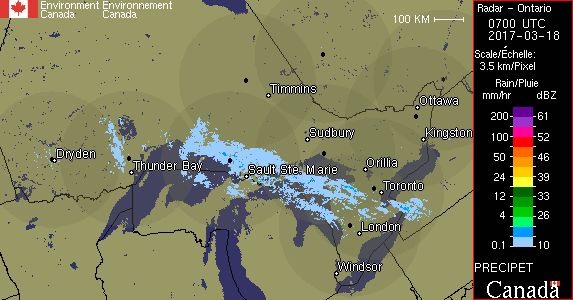 Environment Environnement
Canada Canada
100 KM
Timmins
Ottawa
Sudbury
Kingston
Dryden
Thunder Bay
Sault Ste. Marie
Orillia
Toronto
London
Windsor
Radar - Ontario
0700 UTC
2017-03-18
Scale/Échelle:
3.5 km/Pixel
Rain/Pluie
mm/hr dBZ
200 61
100 52
50 46
24 39
12 33
4 26
0.1 10
PRECIPET
Canada